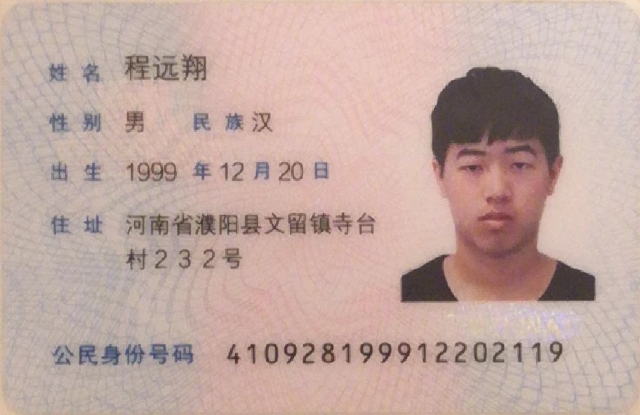 姓名 程远翔
性别 男 民族 汉
出生 1999 年 12 月 20 日
住址 河南省濮阳县文留镇寺台
村２３２号
公民身份号码 410928199912202119